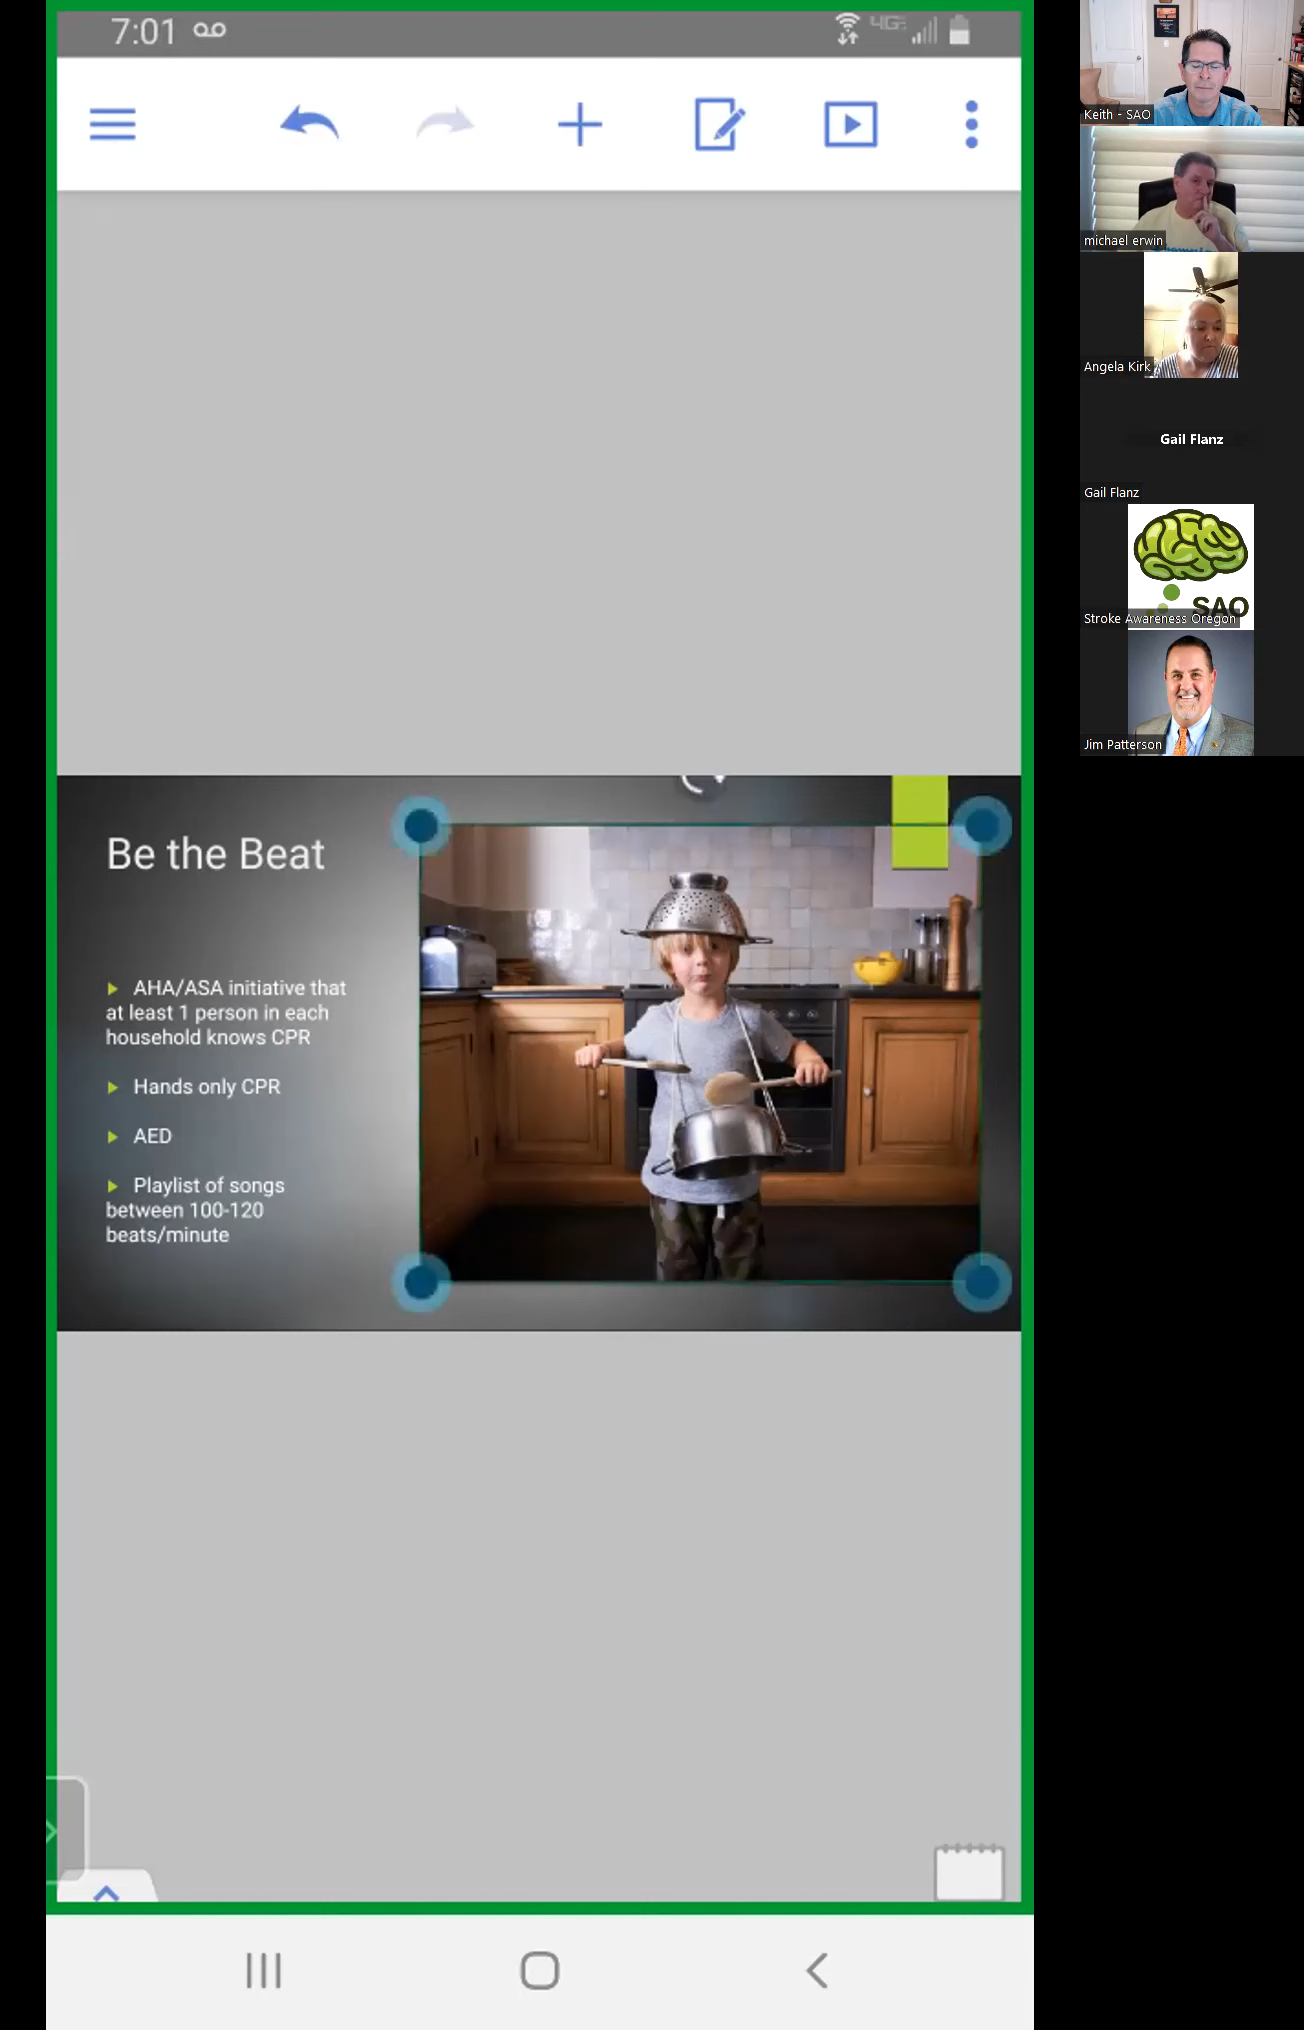 7:01
4GE
Keith - SAO
michael erwin
Angela Kirk
Gail Flanz
Gail Flanz
SAO
Stroke Awareness Oregon
Jim Patterson
Be the Beat
AHA/ASA initiative that
at least 1 person in each
household knows CPR
Hands only CPR
AED
Playlist of songs
between 100-120
beats/minute